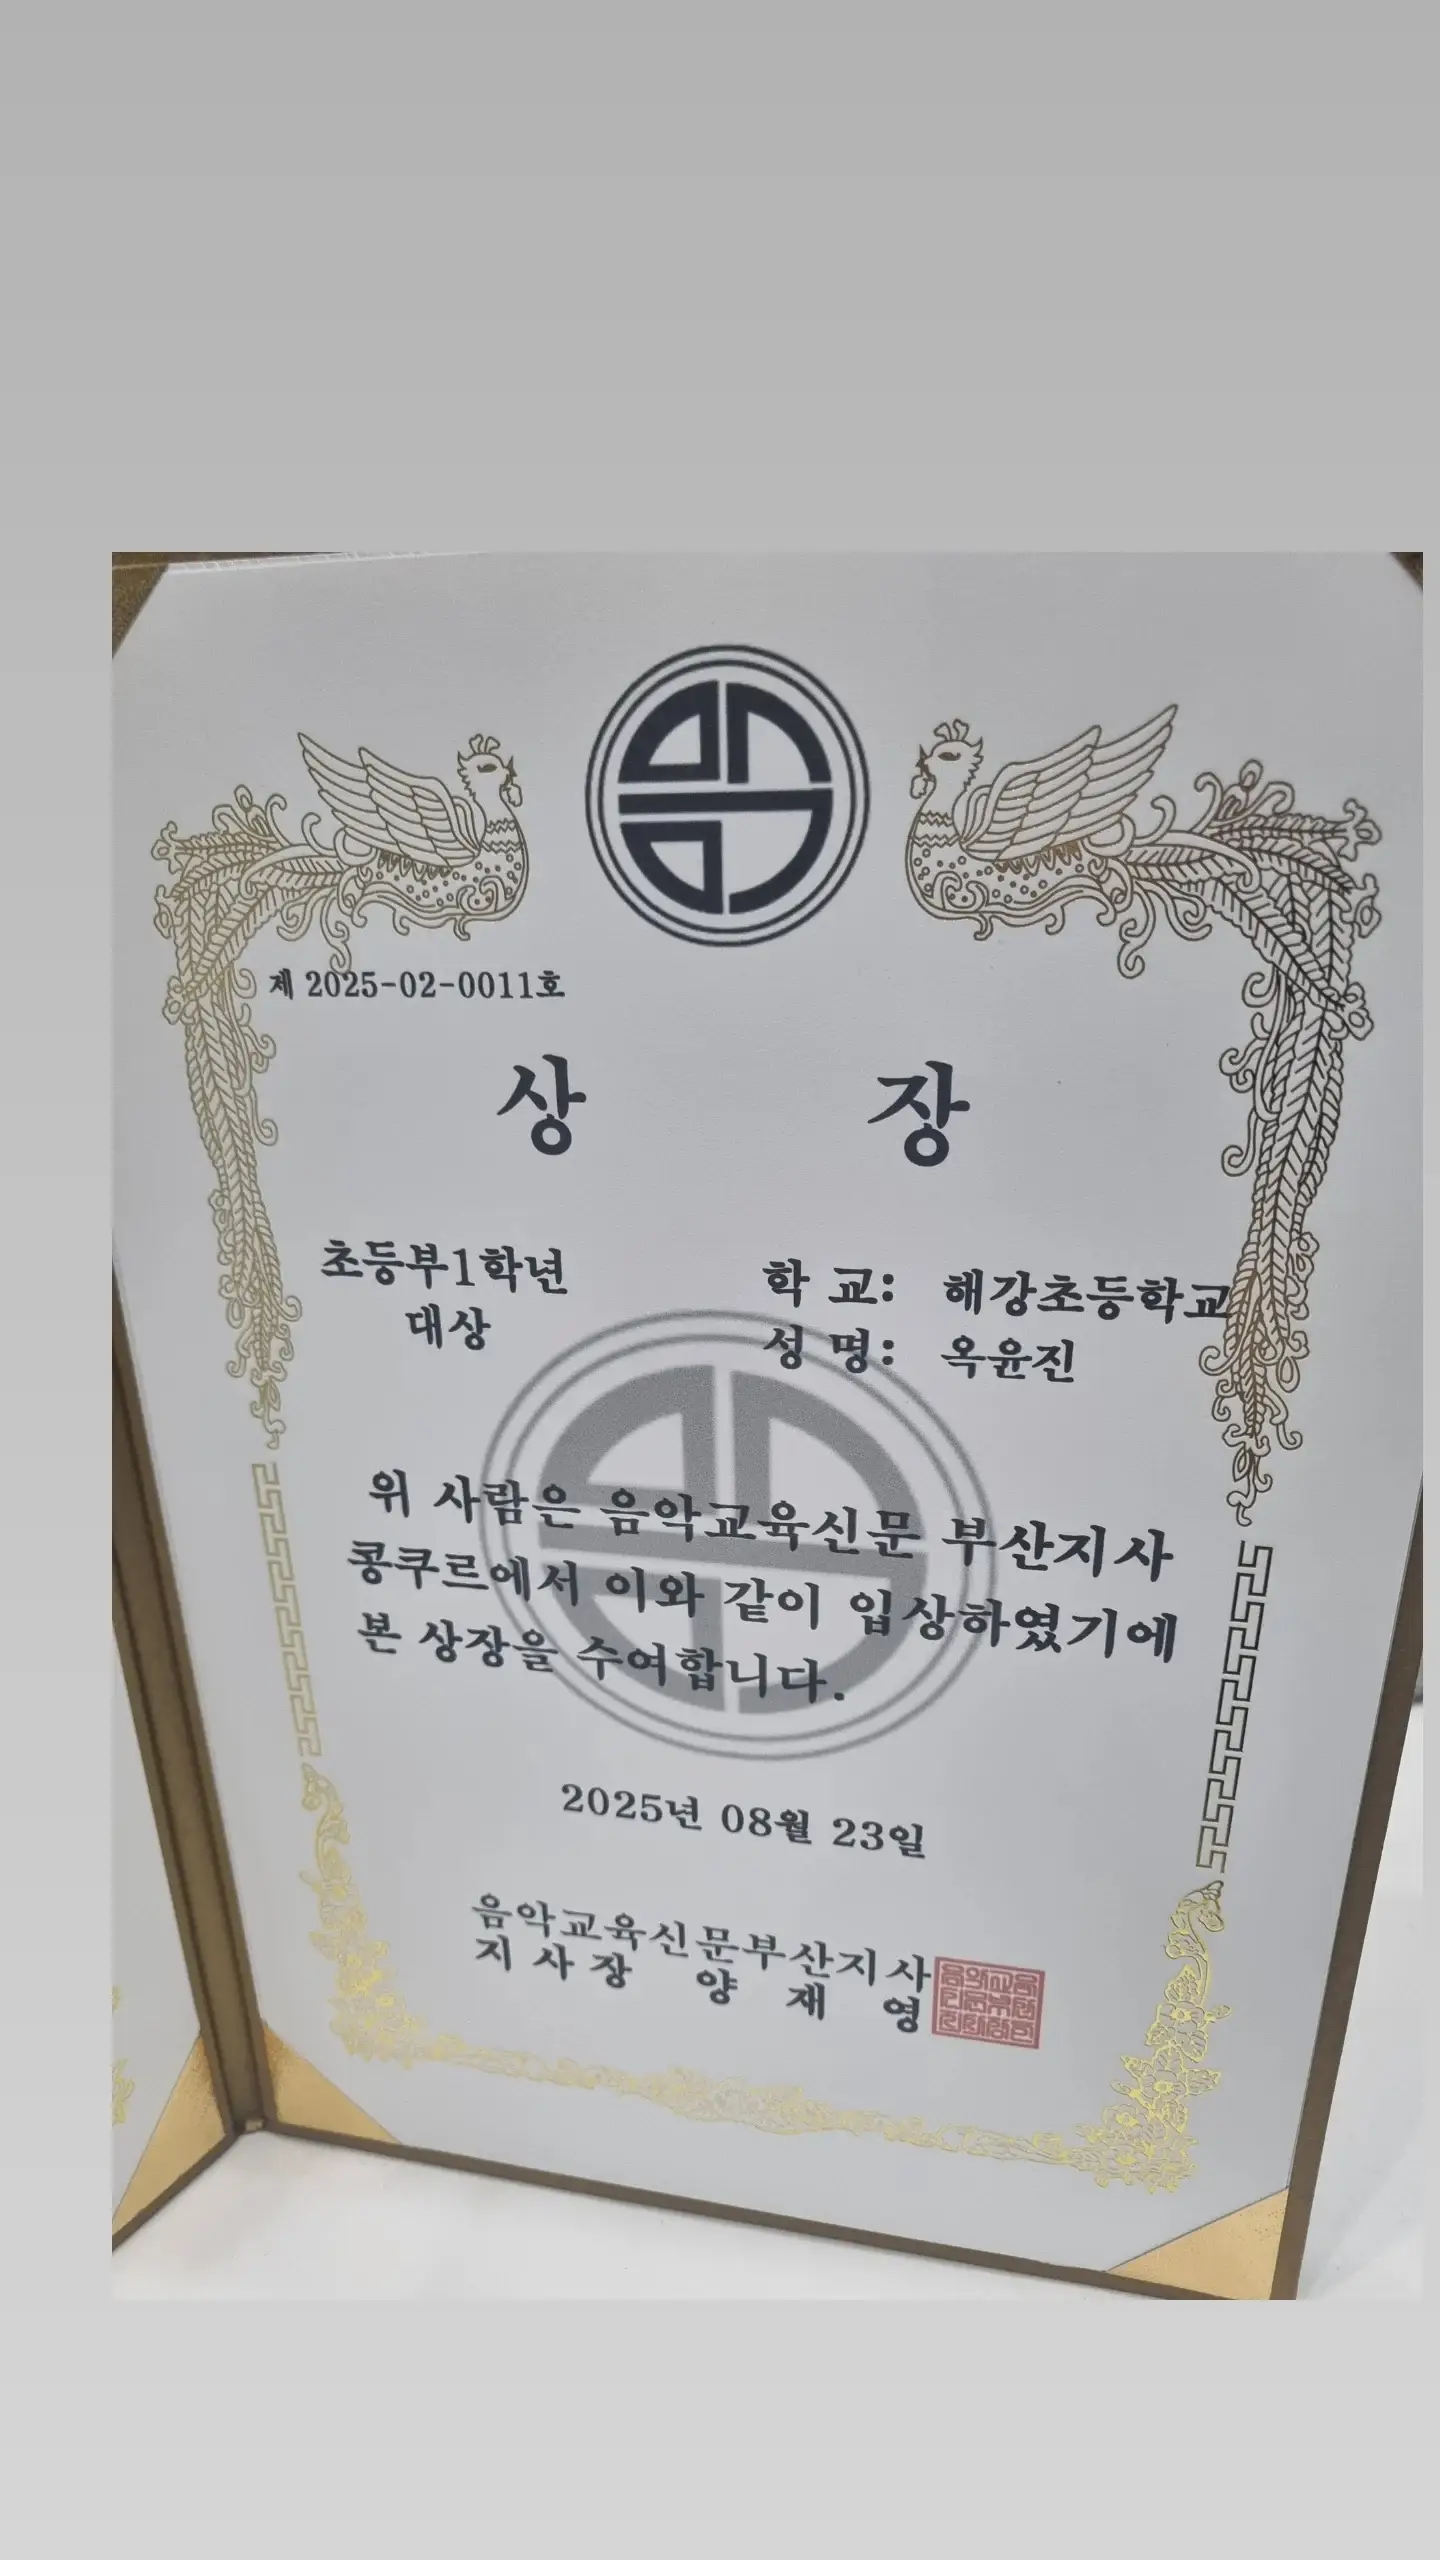 제 2025-02-0011호
상 장
초등부1학년
대상
학 교: 해강초등학교
성 명: 옥윤진
위 사람은 음악교육신문 부산지사
콩쿠르에서 이와 같이 입상하였기에
본 상장을 수여합니다.
2025년 08월 23일
음악교육신문부산지사
지 사 장 양 재 영